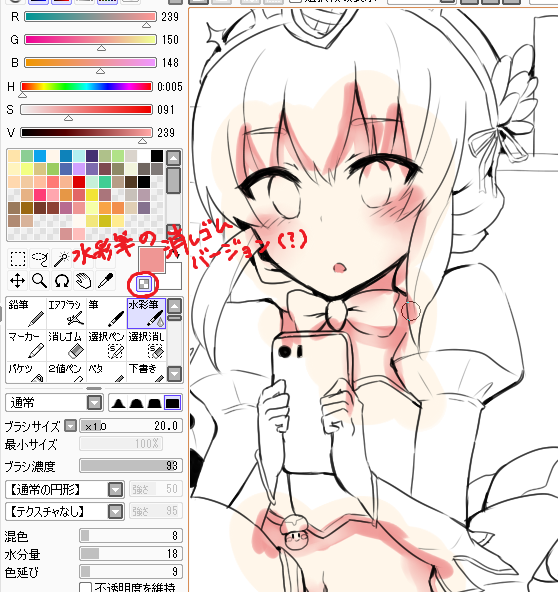 R 239
G 150
B 148
H 0:005
S 091
V 239
水彩筆の消しゴム
バージョン(?)
鉛筆 エアブラシ 筆 水彩筆
マーカー 消しゴム 選択ペン 選択消し
バケツ 2値ペン ベタ 下書き
通常
ブラシサイズ x1.0 20.0
最小サイズ 100%
ブラシ濃度 93
【通常の円形】 強さ 50
【テクスチャなし】 強さ 95
混色 8
水分量 18
色延び 9
不透明度を維持